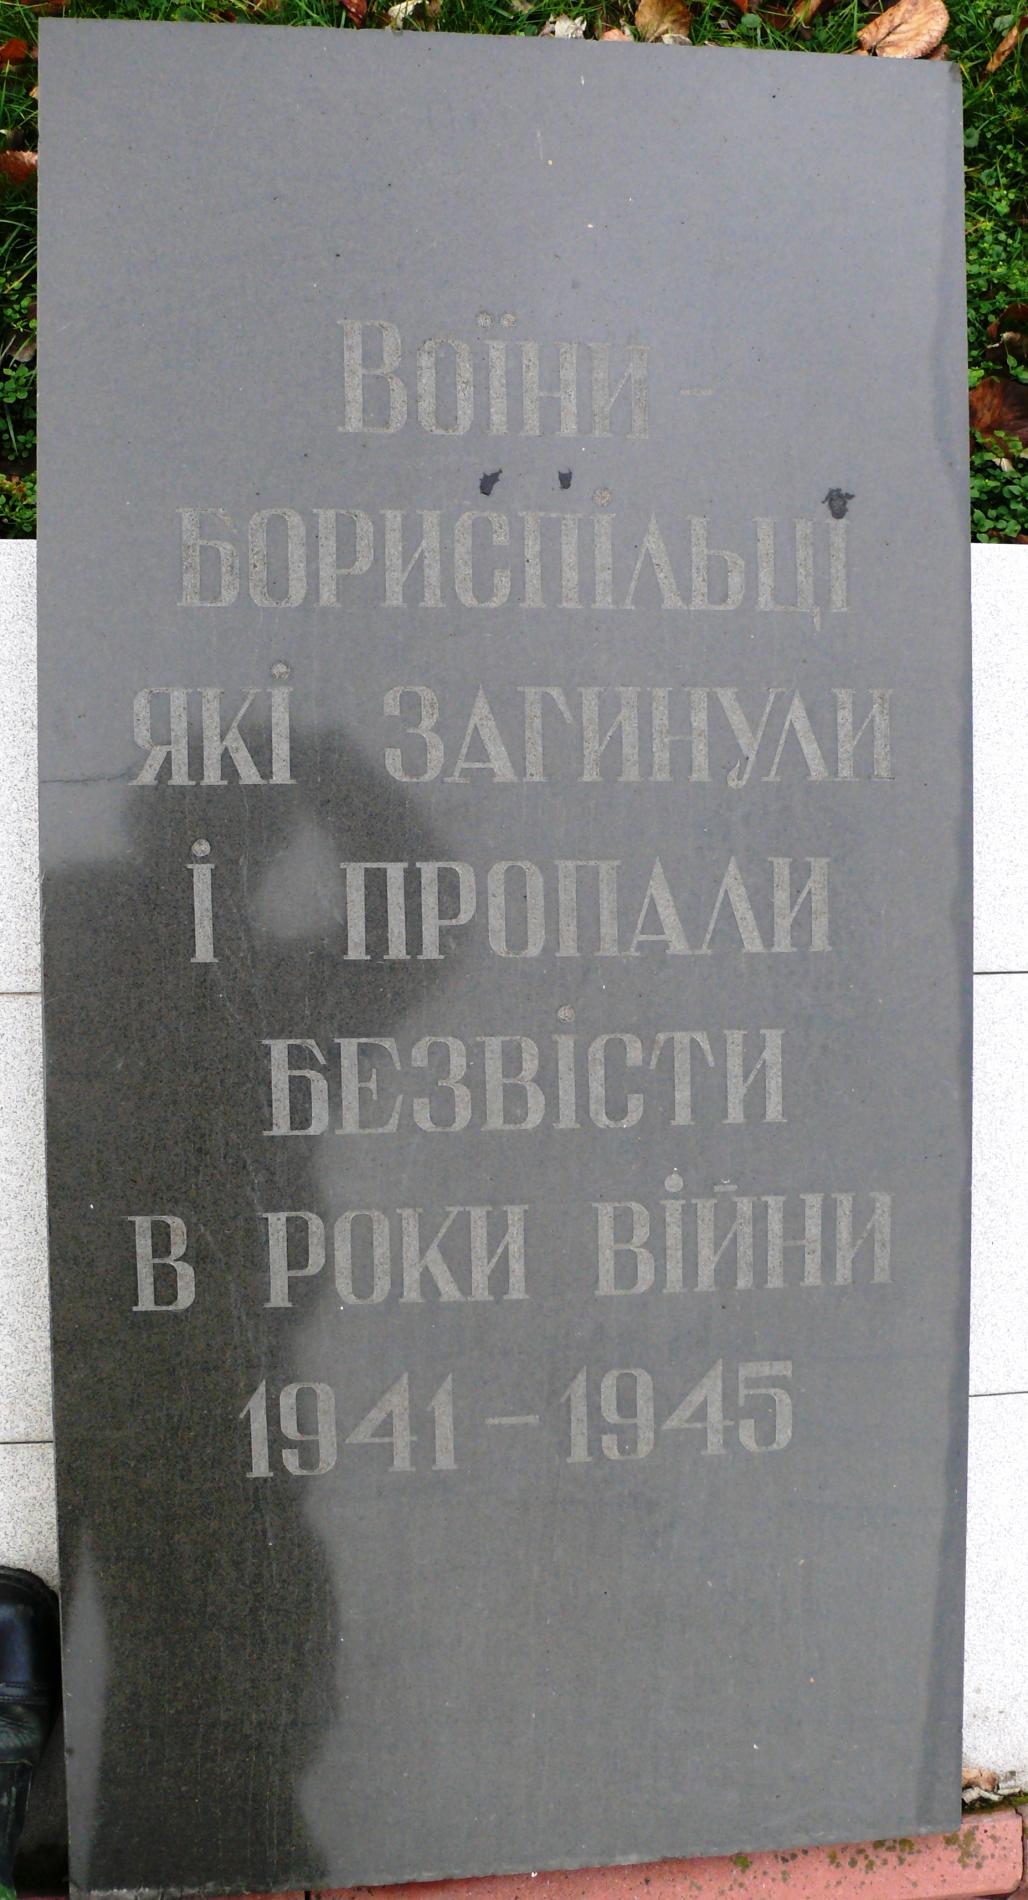 Воїни -
БОРИСПІЛЬЦІ
ЯКІ ЗАГИНУЛИ
І ПРОПАЛИ
БЕЗВІСТИ
В РОКИ ВІЙНИ
1941 - 1945